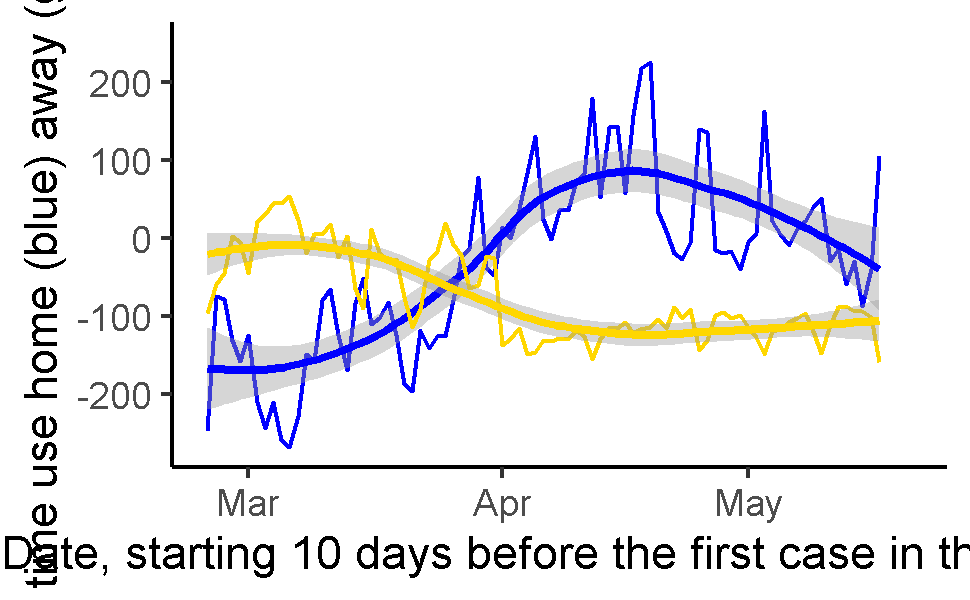 time use home (blue) away (
200
100
0
-100
-200
Mar
Apr
May
Date, starting 10 days before the first case in th